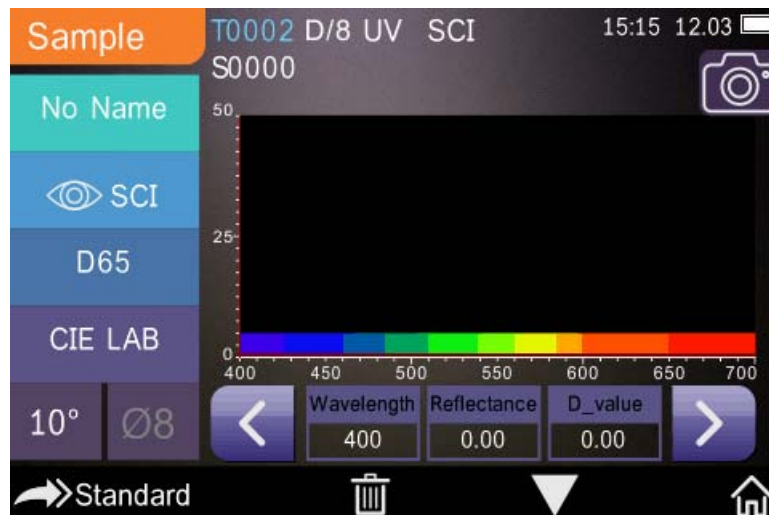 Sample
T0002 D/8 UV SCI
15:15 12.03
S0000
No Name
SCI
D65
CIE LAB
10°
Ø8
50
25
0
400 450 500 550 600 650 700
Wavelength Reflectance D_value
400 0.00 0.00
Standard